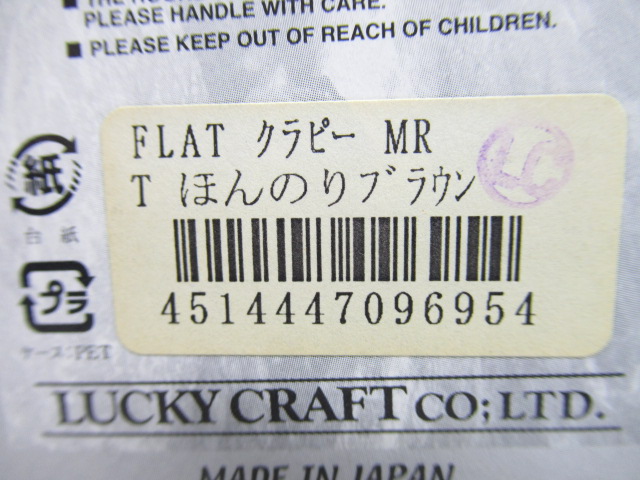 PLEASE HANDLE WITH CARE.
■ PLEASE KEEP OUT OF REACH OF CHILDREN.
FLAT クラピー MR
T ほんのりブラウン
4514447096954
紙
台 紙
プラ
ケース:PET
LUCKY CRAFT CO;LTD.
MADE IN JAPAN